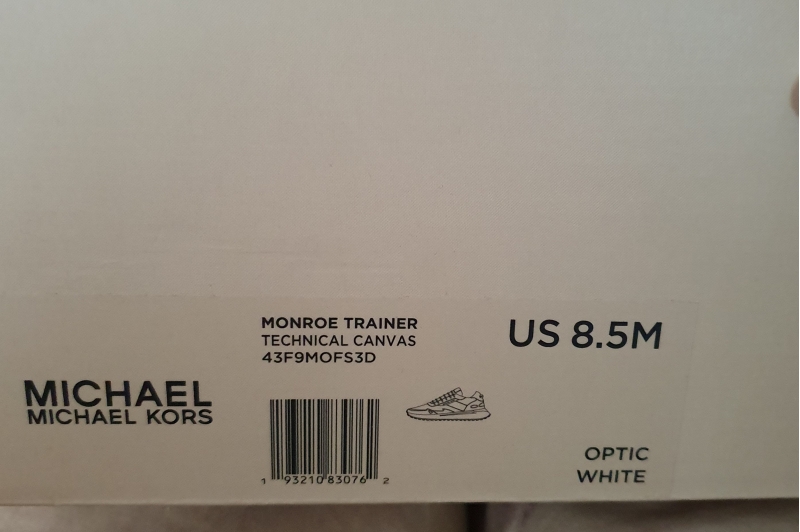 MONROE TRAINER
TECHNICAL CANVAS
43F9MOFS3D
US 8.5M
MICHAEL
MICHAEL KORS
1 93210 83076 2
OPTIC
WHITE